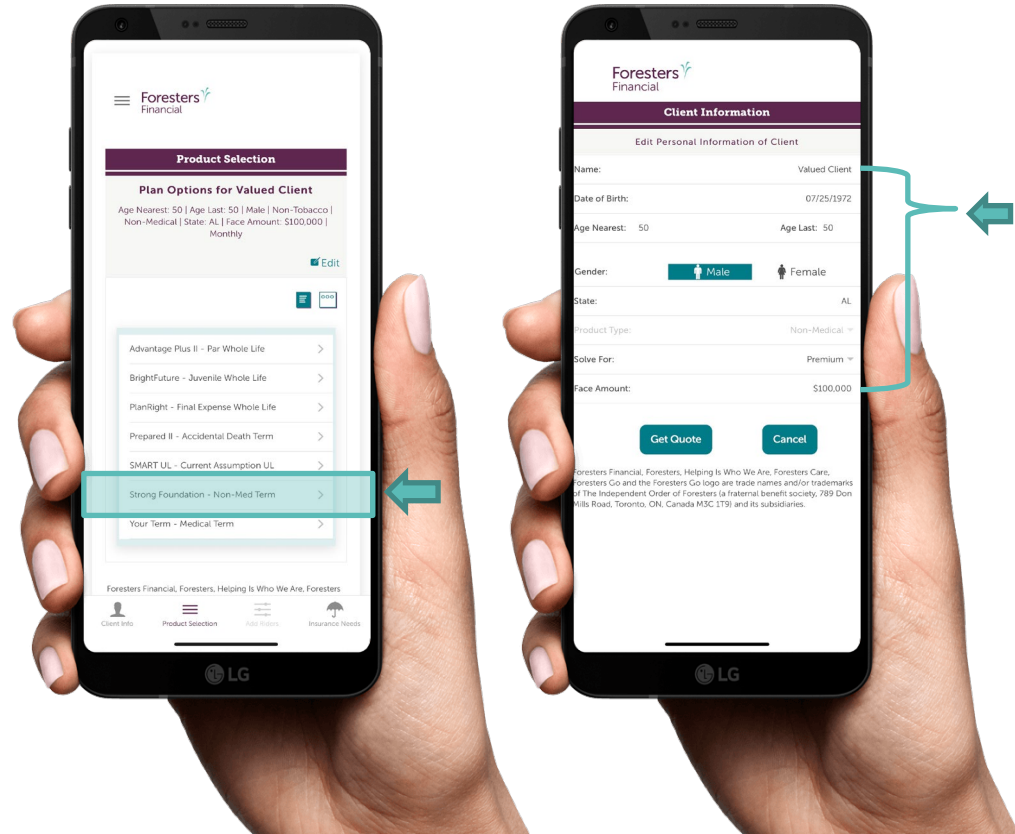 Foresters
Financial
Product Selection
Plan Options for Valued Client
Age Nearest: 50 | Age Last: 50 | Male | Non-Tobacco |
Non-Medical | State: AL | Face Amount: $100,000 |
Monthly
Edit
Advantage Plus II - Par Whole Life
BrightFuture - Juvenile Whole Life
PlanRight - Final Expense Whole Life
Prepared II - Accidental Death Term
SMART UL - Current Assumption UL
Strong Foundation - Non-Med Term
Your Term - Medical Term
Foresters Financial, Foresters, Helping Is Who We Are, Foresters
Client Info
Product Selection
Add Riders
Insurance Needs
LG
Foresters
Financial
Client Information
Edit Personal Information of Client
Name: Valued Client
Date of Birth: 07/25/1972
Age Nearest: 50 Age Last: 50
Gender: Male Female
State: AL
Product Type: Non-Medical
Solve For: Premium
Face Amount: $100,000
Get Quote Cancel
Foresters Financial, Foresters, Helping Is Who We Are, Foresters Care,
Foresters Go and the Foresters Go logo are trade names and/or trademarks
of The Independent Order of Foresters (a fraternal benefit society, 789 Don
Mills Road, Toronto, ON, Canada M3C 1T9) and its subsidiaries.
LG